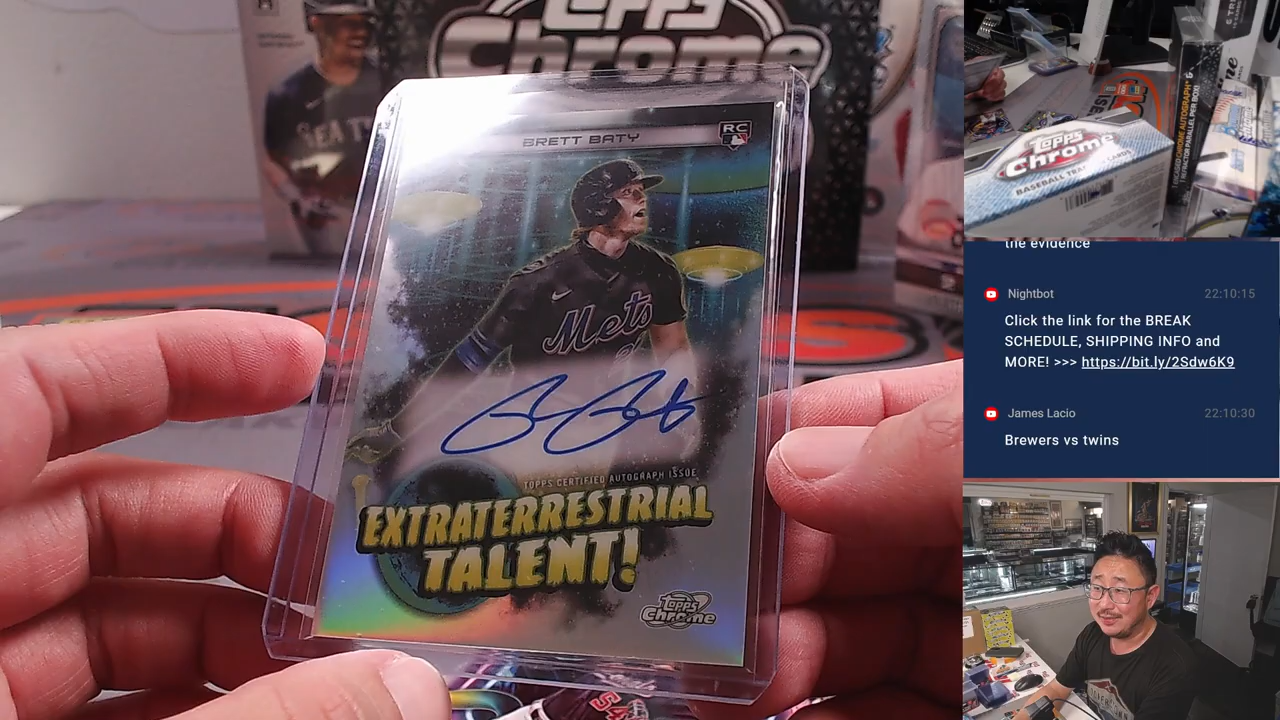 Topps
Chrome
SEA
BRETT BATY
RC
Mets
TOPPS CERTIFIED AUTOGRAPH ISSUE
EXTRATERRESTRIAL
TALENT!
Topps
Chrome
54
Topps
Chrome
BASEBALL
the evidence
Nightbot
22:10:15
Click the link for the BREAK
SCHEDULE, SHIPPING INFO and
MORE! >>> https://bit.ly/2Sdw6K9
James Lacio
22:10:30
Brewers vs twins